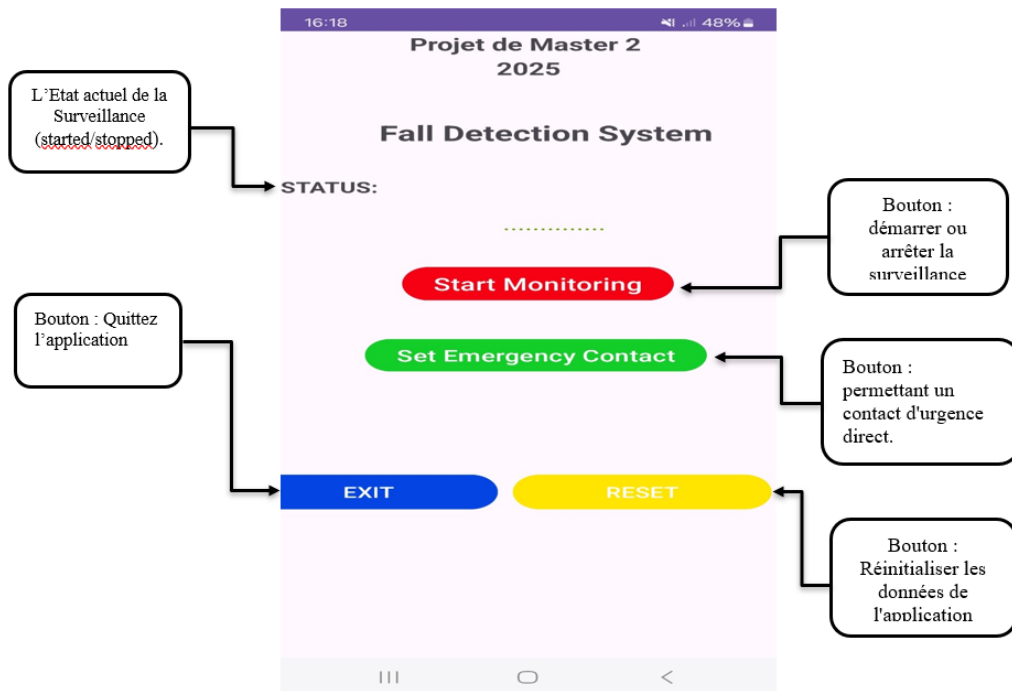 16:18
48%
Projet de Master 2
2025
Fall Detection System
L’Etat actuel de la
Surveillance
(started/stopped).
STATUS:
Bouton :
démarrer ou
arrêter la
surveillance
Start Monitoring
Bouton : Quittez
l’application
Set Emergency Contact
Bouton :
permettant un
contact d'urgence
direct.
EXIT
RESET
Bouton :
Réinitialiser les
données de
l'application